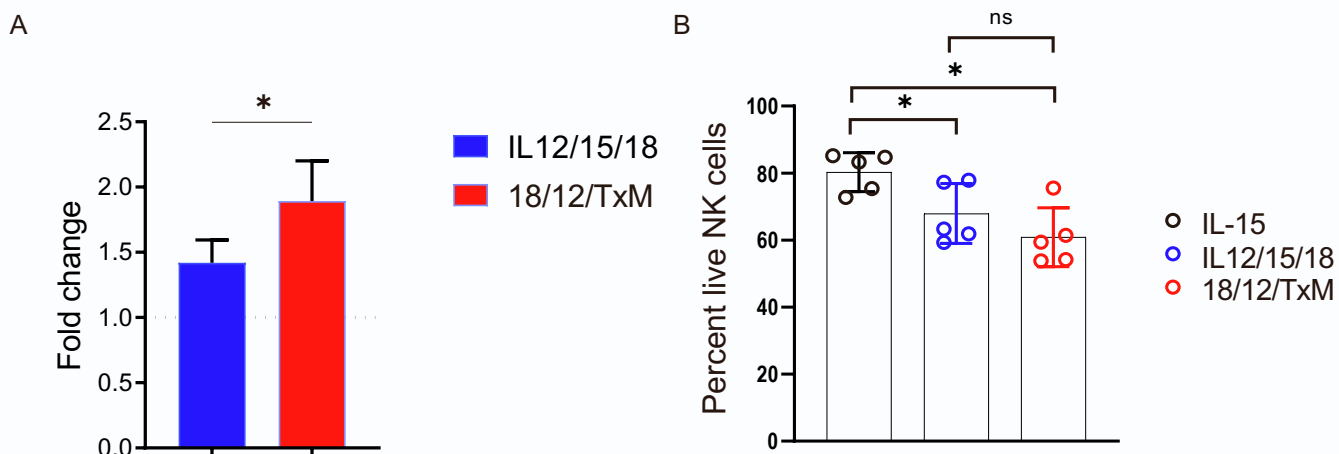 A
*
2.5
2.0
1.5
1.0
0.5
0.0
Fold change
IL12/15/18
18/12/TxM
B
ns
*
*
100
80
60
40
20
0
Percent live NK cells
IL-15
IL12/15/18
18/12/TxM